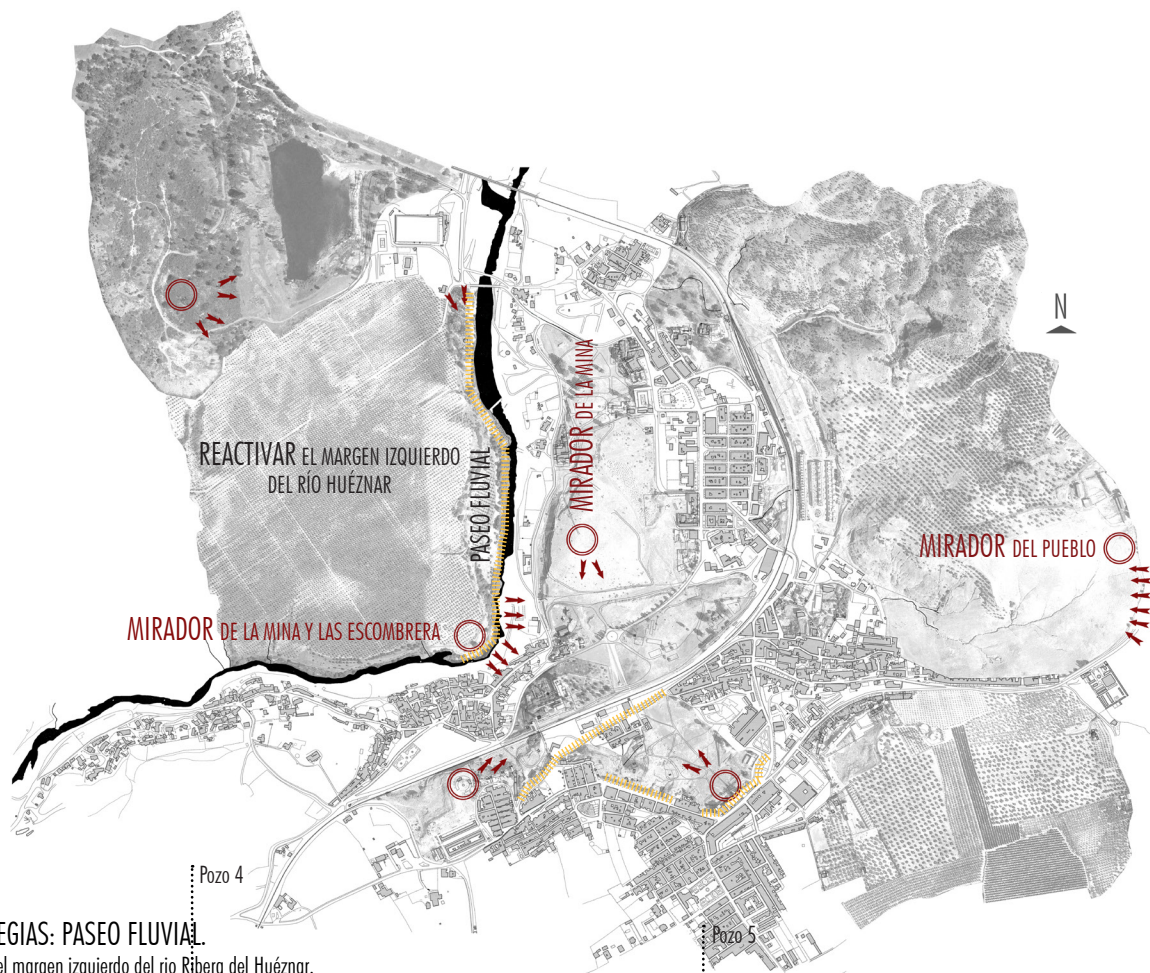 N
MIRADOR DE LA MINA
REACTIVAR EL MARGEN IZQUIERDO
DEL RÍO HUÉZNAR
PASEO FLUVIAL
MIRADOR DEL PUEBLO
MIRADOR DE LA MINA Y LAS ESCOMBRERA
Pozo 4
Pozo 5
EGIAS: PASEO FLUVIAL.
el margen izquierdo del rio Ribera del Huéznar.